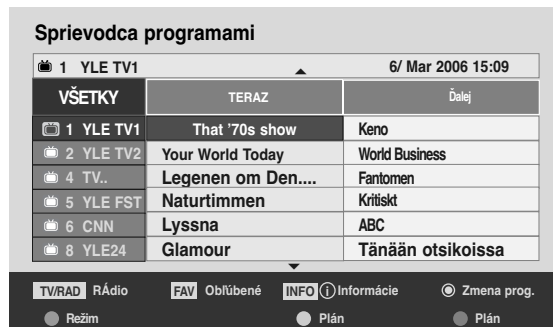 Sprievodca programami
1 YLE TV1 6/ Mar 2006 15:09
VŠETKY TERAZ Ďalej
1 YLE TV1 That ’70s show Keno
2 YLE TV2 Your World Today World Business
4 TV.. Legenen om Den.... Fantomen
5 YLE FST Naturtimmen Kritiskt
6 CNN Lyssna ABC
8 YLE24 Glamour Tänään otsikoissa
TV/RAD RÁdio FAV Obľúbené INFO i Informácie Zmena prog.
Režim Plán Plán